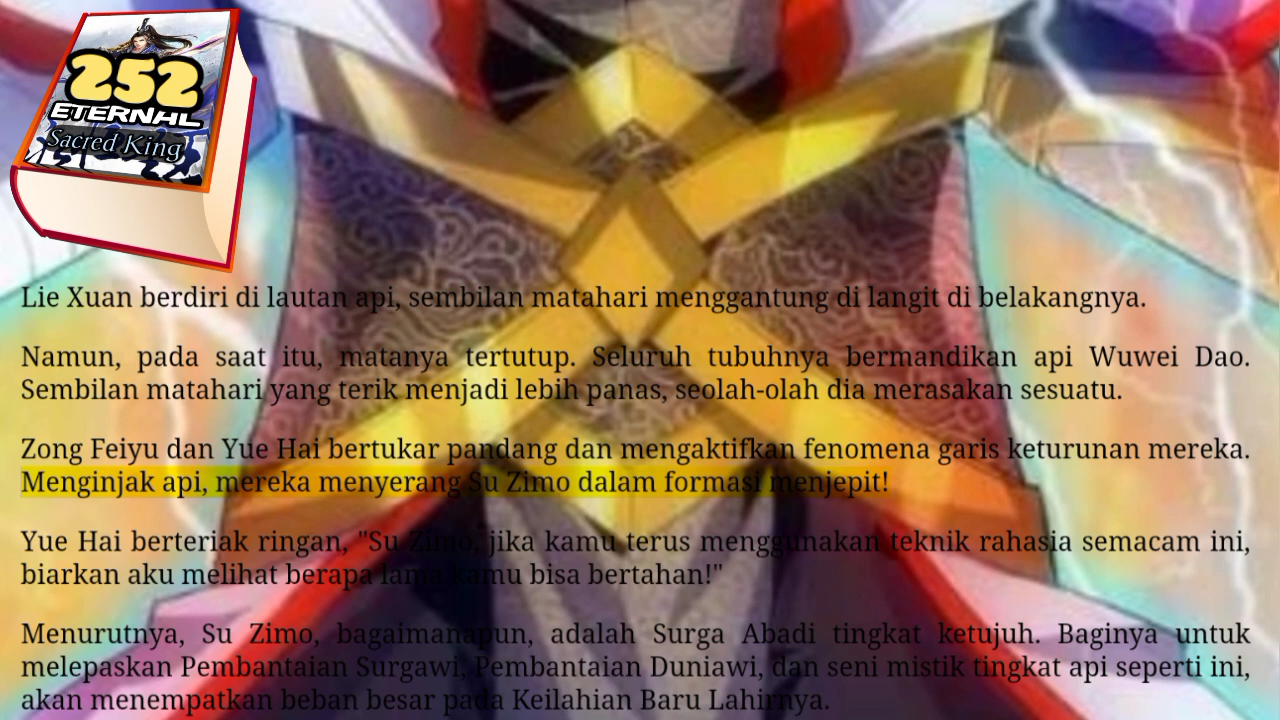 252
ETERNAL
Sacred King
Lie Xuan berdiri di lautan api, sembilan matahari menggantung di langit di belakangnya.
Namun, pada saat itu, matanya tertutup. Seluruh tubuhnya bermandikan api Wuwei Dao.
Sembilan matahari yang terik menjadi lebih panas, seolah-olah dia merasakan sesuatu.
Zong Feiyu dan Yue Hai bertukar pandang dan mengaktifkan fenomena garis keturunan mereka.
Menginjak api, mereka menyerang Su Zimo dalam formasi menjepit!
Yue Hai berteriak ringan, "Su Zimo, jika kamu terus menggunakan teknik rahasia semacam ini,
biarkan aku melihat berapa lama kamu bisa bertahan!"
Menurutnya, Su Zimo, bagaimanapun, adalah Surga Abadi tingkat ketujuh. Baginya untuk
melepaskan Pembantaian Surgawi, Pembantaian Duniawi, dan seni mistik tingkat api seperti ini,
akan menempatkan beban besar pada Keilahian Baru Lahirnya.